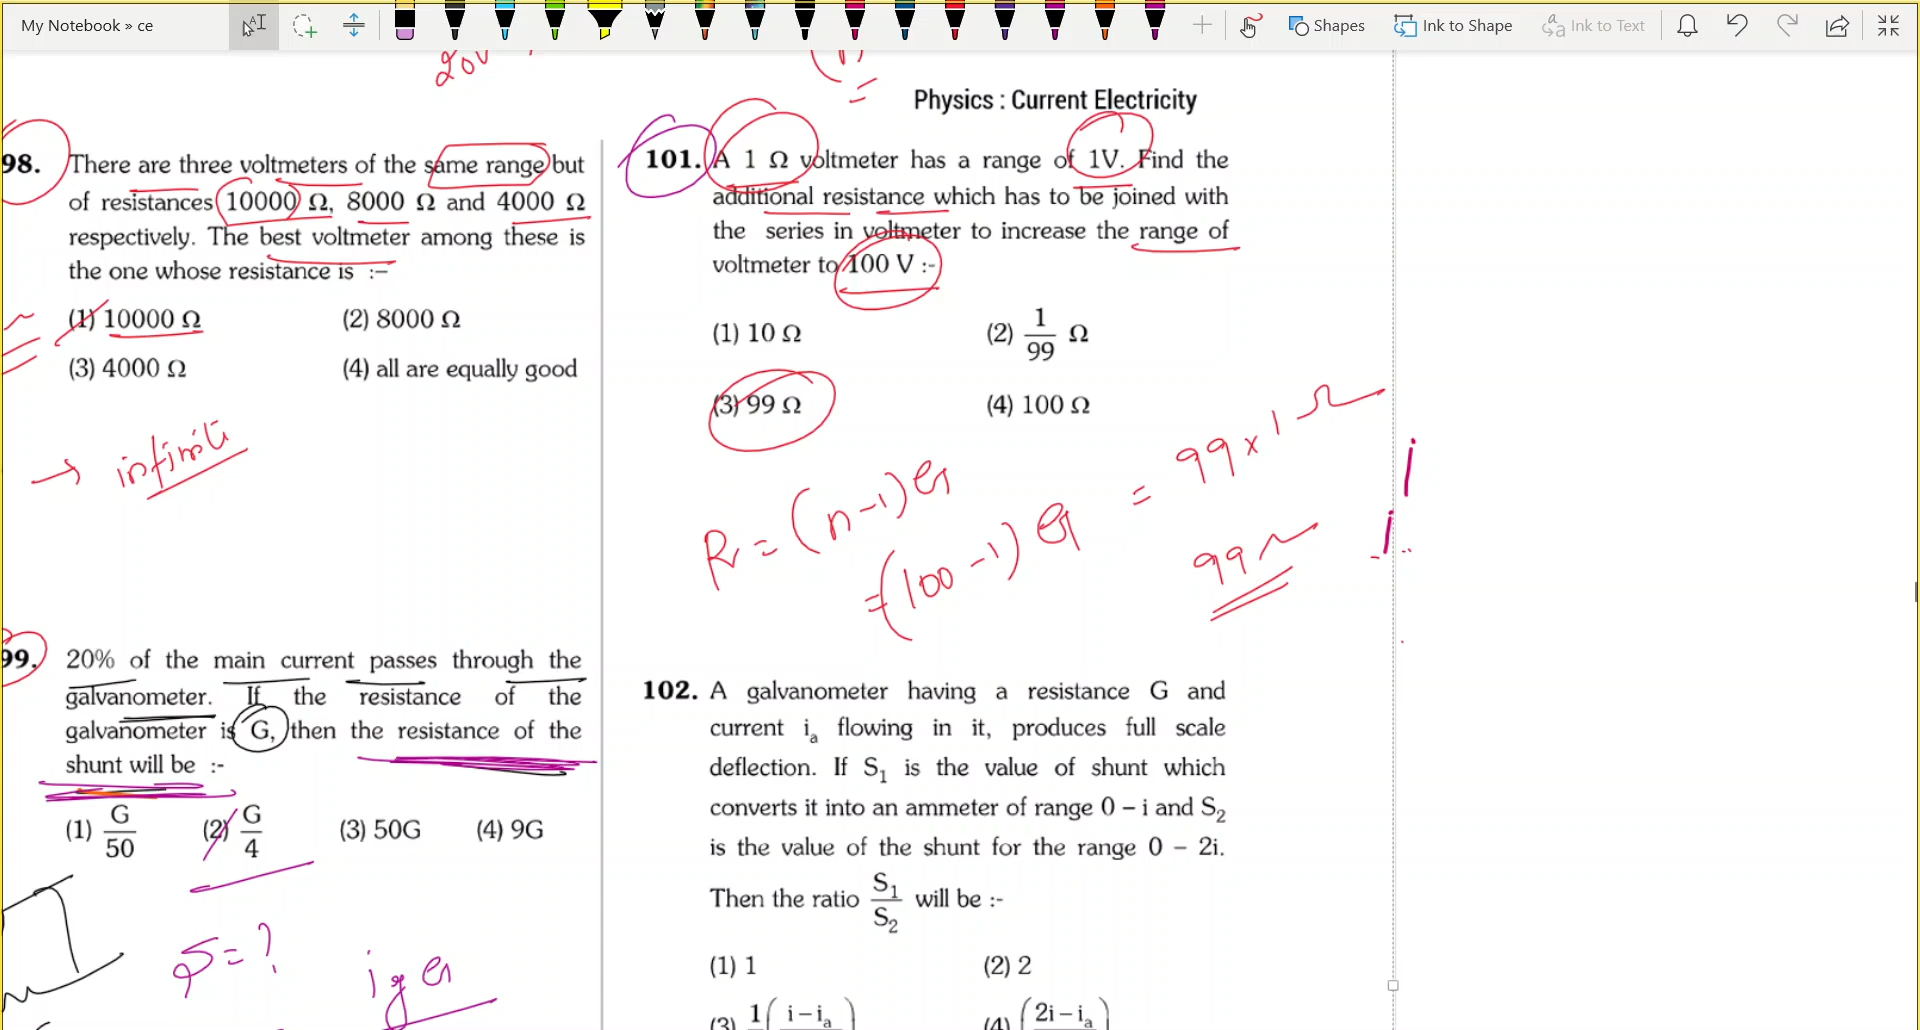 My Notebook » ce
Shapes
Ink to Shape
Ink to Text
20V
Physics : Current Electricity
98. There are three voltmeters of the same range but
of resistances 10000 Ω, 8000 Ω and 4000 Ω
respectively. The best voltmeter among these is
the one whose resistance is :–
(1) 10000 Ω (2) 8000 Ω
(3) 4000 Ω (4) all are equally good
→ infiniti
99. 20% of the main current passes through the
galvanometer. If the resistance of the
galvanometer is G, then the resistance of the
shunt will be :-
(1) G/50 (2) G/4 (3) 50G (4) 9G
S = ?
ig G
101. A 1 Ω voltmeter has a range of 1V. Find the
additional resistance which has to be joined with
the series in voltmeter to increase the range of
voltmeter to 100 V :-
(1) 10 Ω (2) 1/99 Ω
(3) 99 Ω (4) 100 Ω
R = (n-1) G
= (100-1) G = 99 x 1 Ω
99 Ω
102. A galvanometer having a resistance G and
current iₐ flowing in it, produces full scale
deflection. If S₁ is the value of shunt which
converts it into an ammeter of range 0 – i and S₂
is the value of the shunt for the range 0 – 2i.
Then the ratio S₁/S₂ will be :-
(1) 1 (2) 2
(3) 1 (i – iₐ) (4) (2i – iₐ)